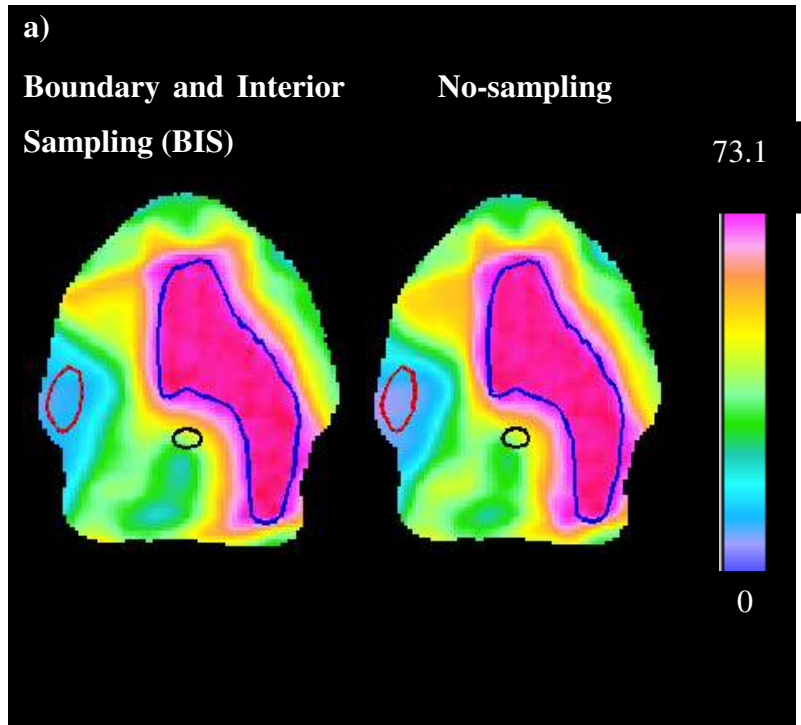 a)
Boundary and Interior
Sampling (BIS)
No-sampling
73.1
0